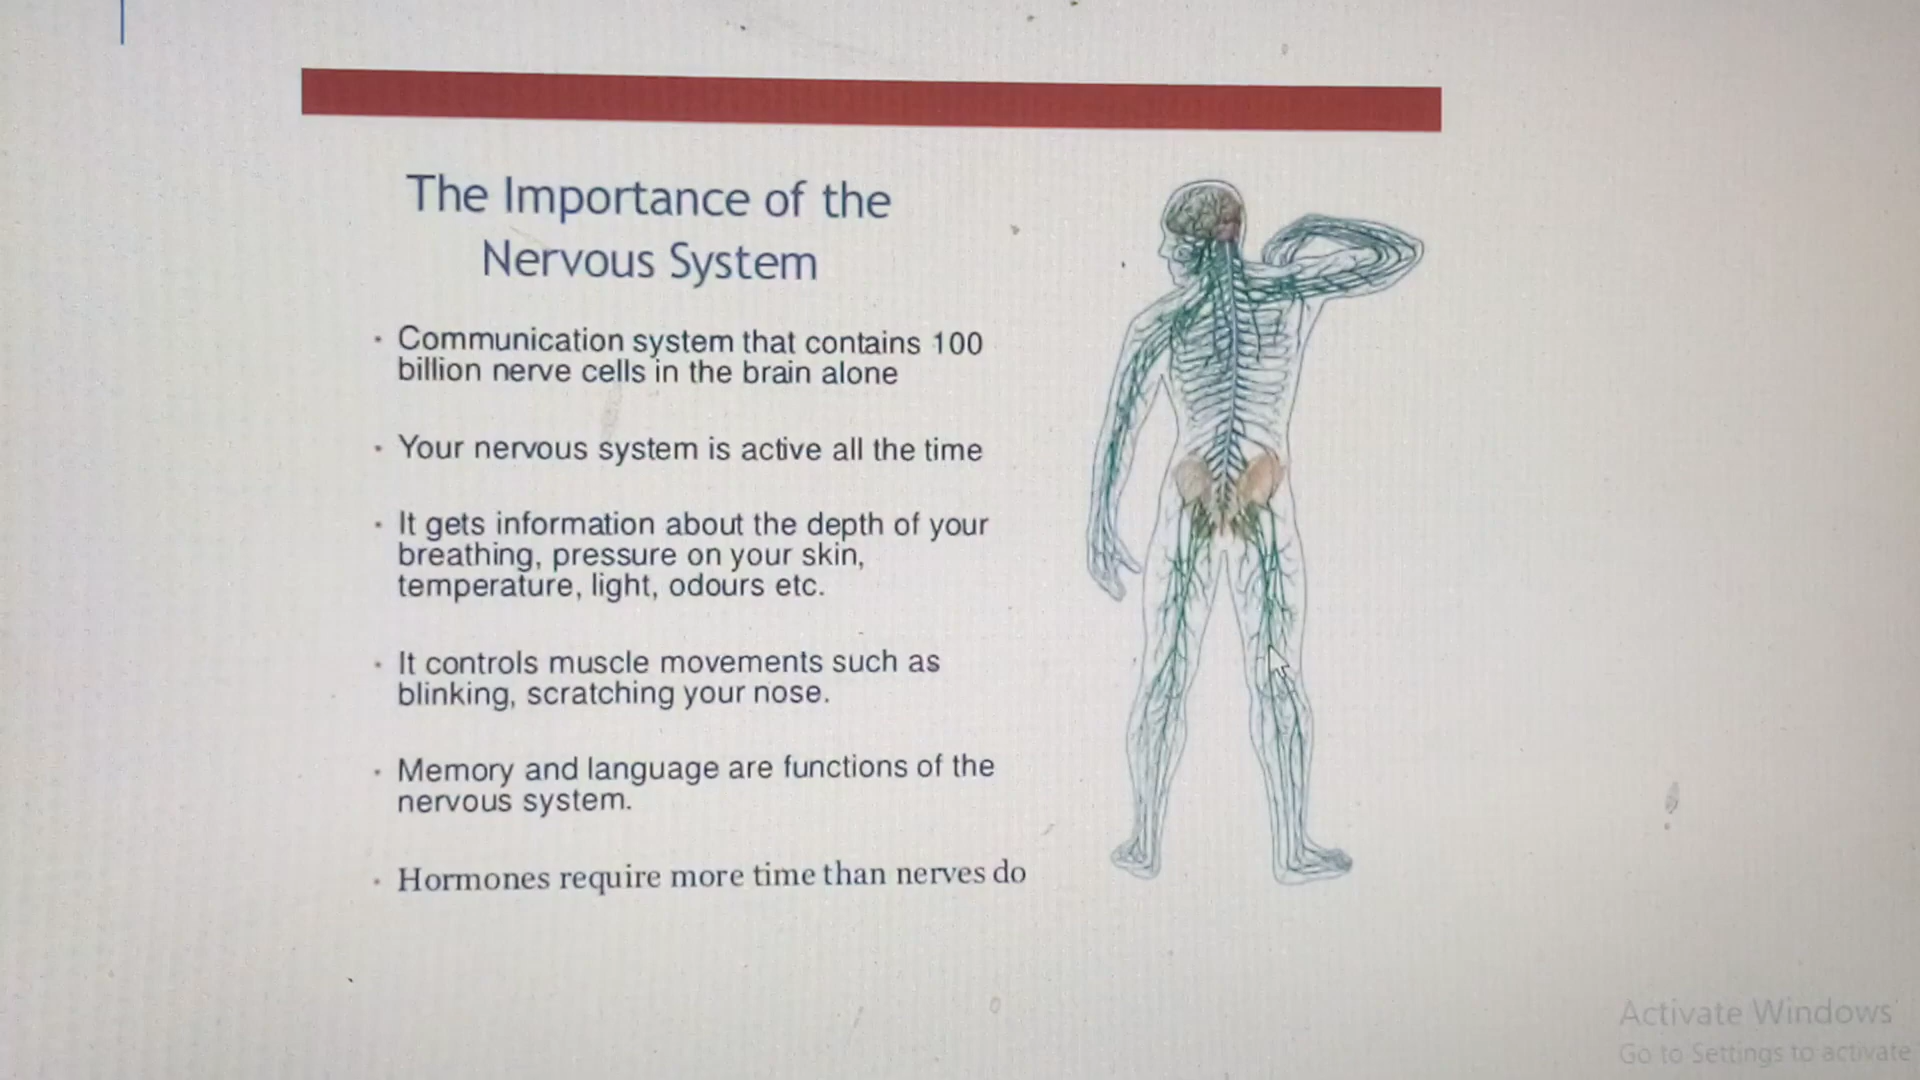 The Importance of the
Nervous System
· Communication system that contains 100
billion nerve cells in the brain alone
· Your nervous system is active all the time
· It gets information about the depth of your
breathing, pressure on your skin,
temperature, light, odours etc.
· It controls muscle movements such as
blinking, scratching your nose.
· Memory and language are functions of the
nervous system.
· Hormones require more time than nerves do
Activate Windows
Go to Settings to activate